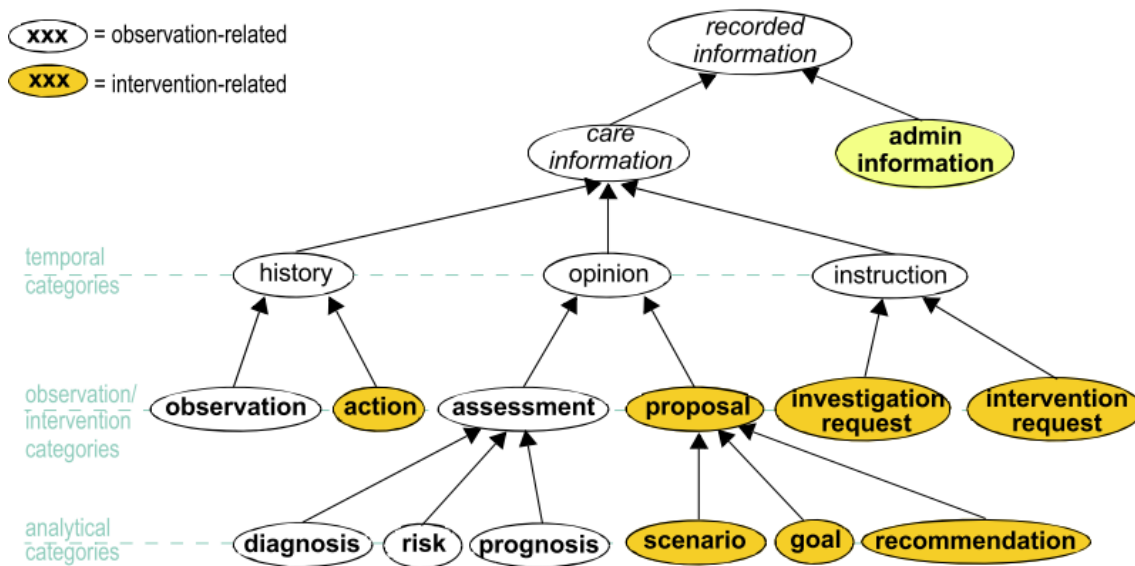 xxx = observation-related
xxx = intervention-related
recorded
information
care
information
admin
information
temporal
categories
history
opinion
instruction
observation/
intervention
categories
observation
action
assessment
proposal
investigation
request
intervention
request
analytical
categories
diagnosis
risk
prognosis
scenario
goal
recommendation